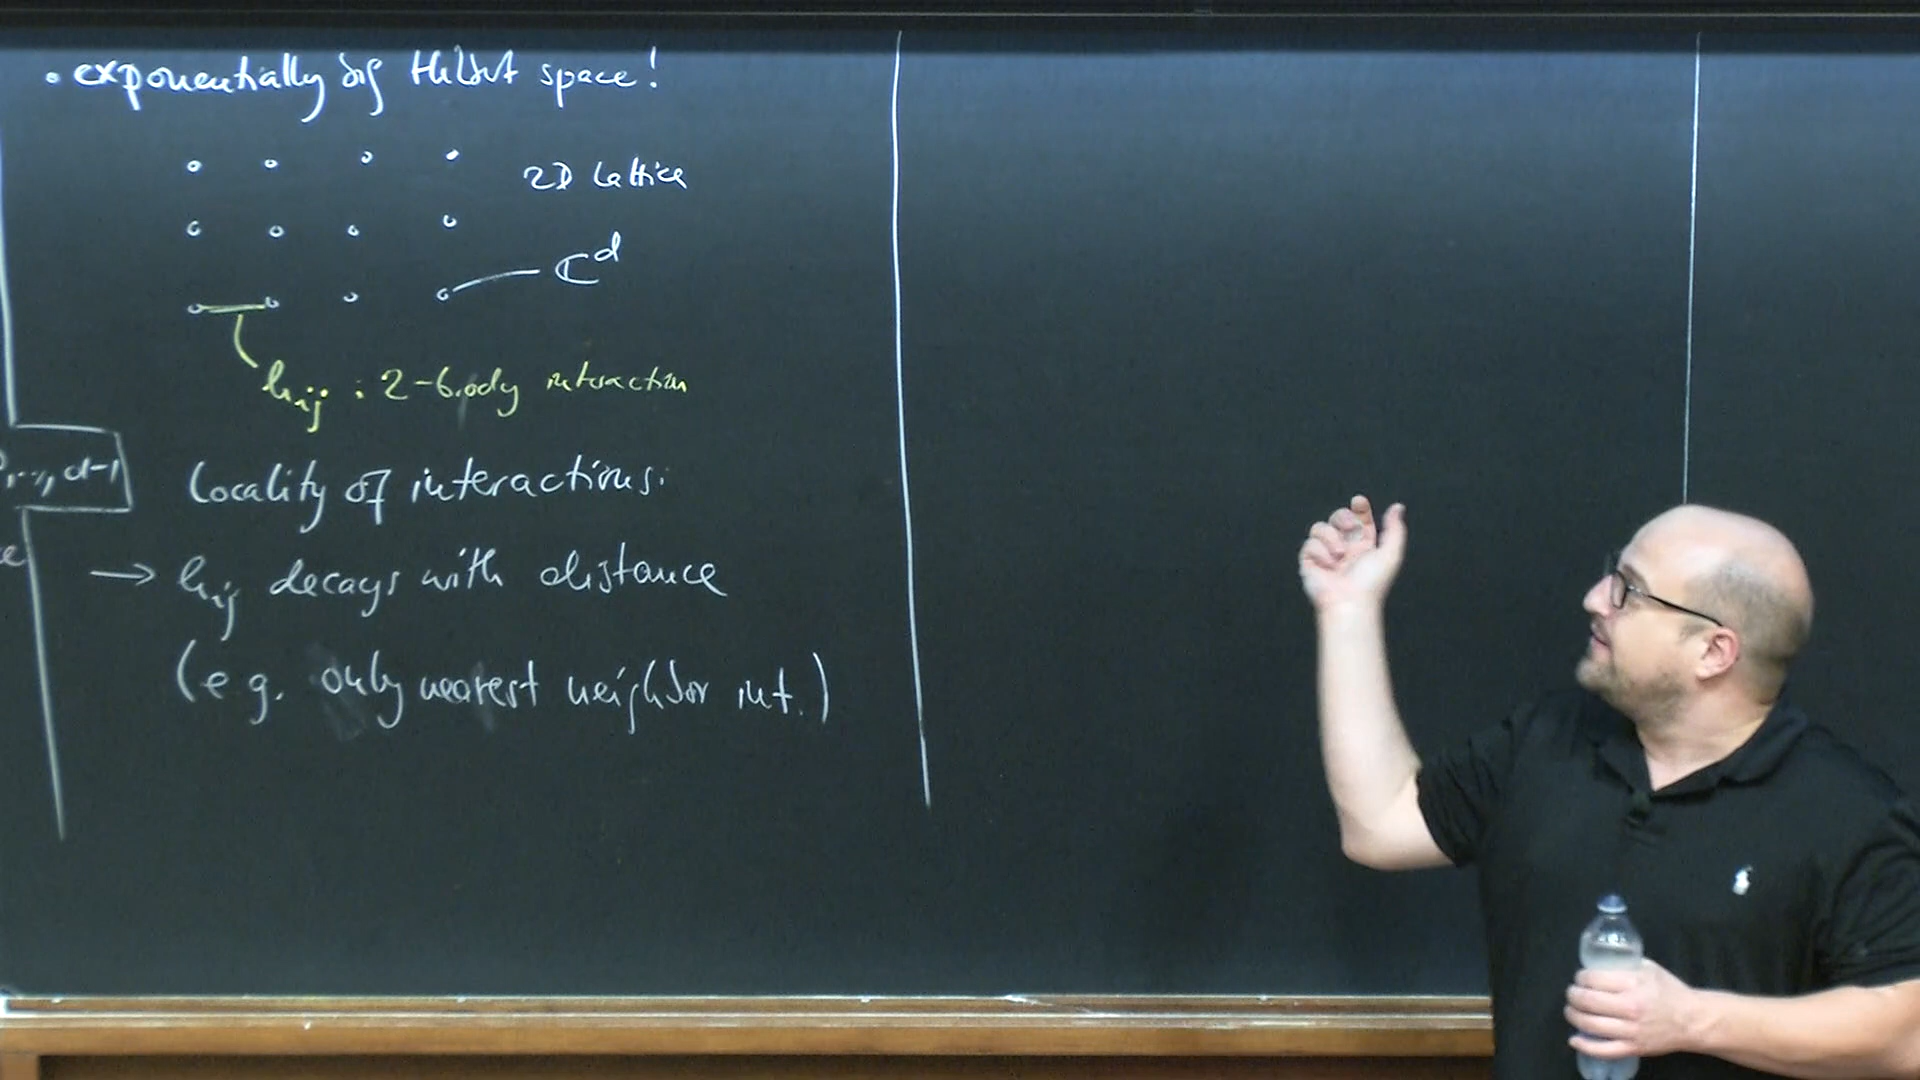 • exponentially big Hilbert space!
2D lattice
ℂ^d
h_ij : 2-body interaction
, d-1
locality of interactions:
→ h_ij decays with distance
(e.g. only nearest neighbor int.)